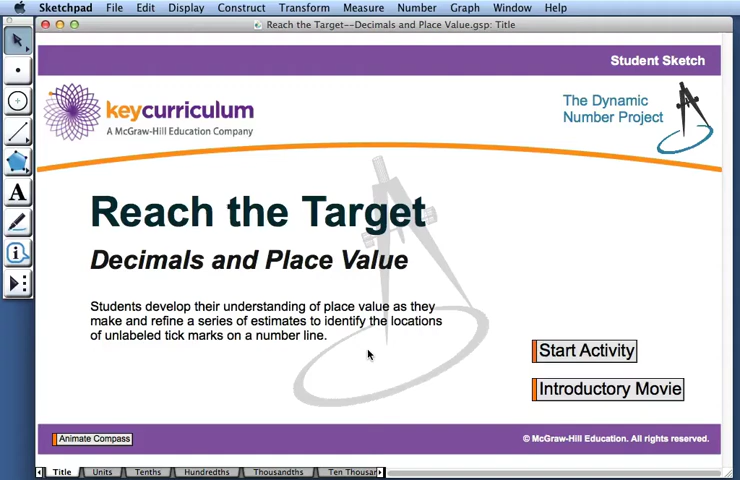 Sketchpad File Edit Display Construct Transform Measure Number Graph Window Help
Reach the Target--Decimals and Place Value.gsp: Title
Student Sketch
keycurriculum
A McGraw-Hill Education Company
The Dynamic
Number Project
Reach the Target
Decimals and Place Value
Students develop their understanding of place value as they
make and refine a series of estimates to identify the locations
of unlabeled tick marks on a number line.
Start Activity
Introductory Movie
Animate Compass
© McGraw-Hill Education. All rights reserved.
A
i
Title Units Tenths Hundredths Thousandths Ten Thousar